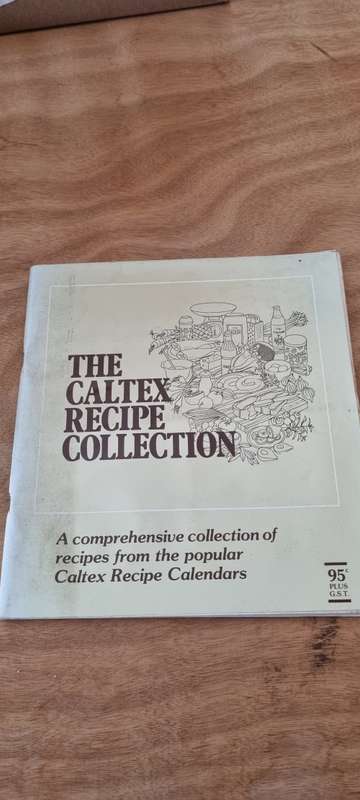 THE
CALTEX
RECIPE
COLLECTION
A comprehensive collection of
recipes from the popular
Caltex Recipe Calendars
95c
PLUS
G.S.T.